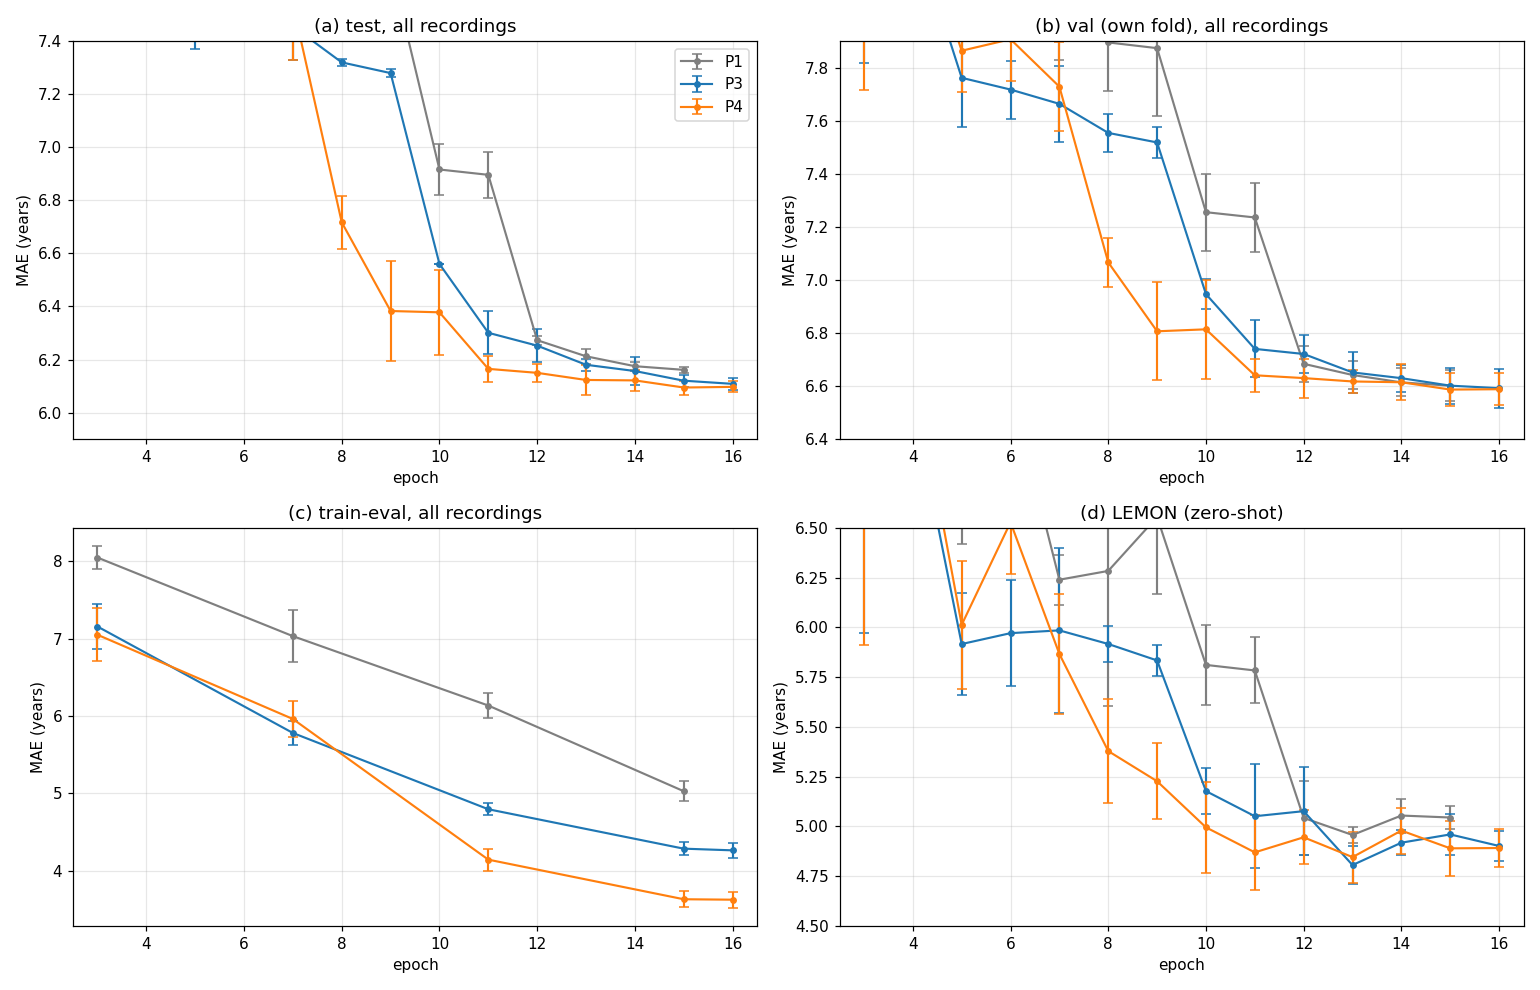 (a) test, all recordings
7.4
7.2
7.0
6.8
6.6
6.4
6.2
6.0
MAE (years)
4 6 8 10 12 14 16
epoch
P1
P3
P4
(b) val (own fold), all recordings
7.8
7.6
7.4
7.2
7.0
6.8
6.6
6.4
MAE (years)
4 6 8 10 12 14 16
epoch
(c) train-eval, all recordings
8
7
6
5
4
MAE (years)
4 6 8 10 12 14 16
epoch
(d) LEMON (zero-shot)
6.50
6.25
6.00
5.75
5.50
5.25
5.00
4.75
4.50
MAE (years)
4 6 8 10 12 14 16
epoch